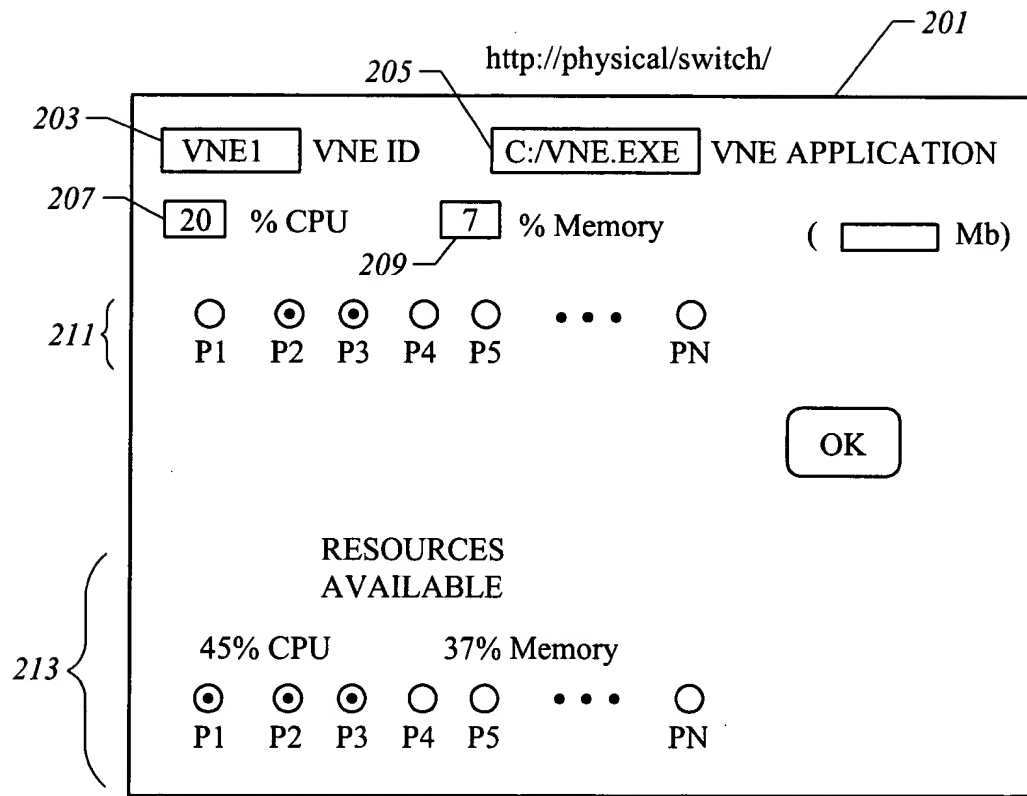 201
http://physical/switch/
205
203
VNE1 VNE ID C:/VNE.EXE VNE APPLICATION
207
20 % CPU 7 % Memory ( Mb)
209
211
P1 P2 P3 P4 P5 • • • PN
OK
RESOURCES
AVAILABLE
213
45% CPU 37% Memory
• • •
P1 P2 P3 P4 P5 PN